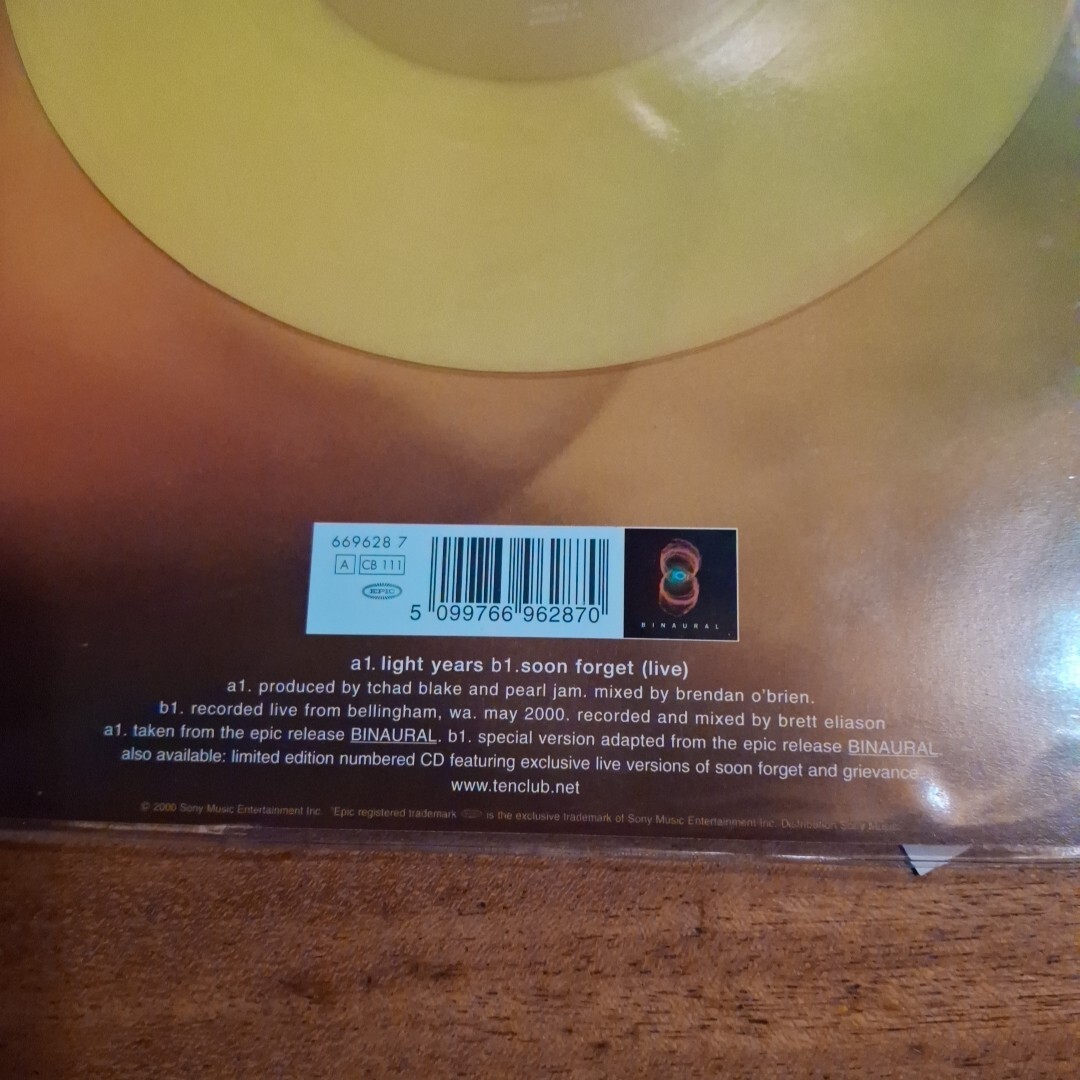 669628 7
A CB 111
EPIC
5 099766 962870
BINAURAL
a1. light years b1.soon forget (live)
a1. produced by tchad blake and pearl jam. mixed by brendan o'brien.
b1. recorded live from bellingham, wa. may 2000. recorded and mixed by brett eliason
a1. taken from the epic release BINAURAL. b1. special version adapted from the epic release BINAURAL.
also available: limited edition numbered CD featuring exclusive live versions of soon forget and grievance
www.tenclub.net
© 2000 Sony Music Entertainment Inc. "Epic registered trademark is the exclusive trademark of Sony Music Entertainment Inc. Distribution Sony